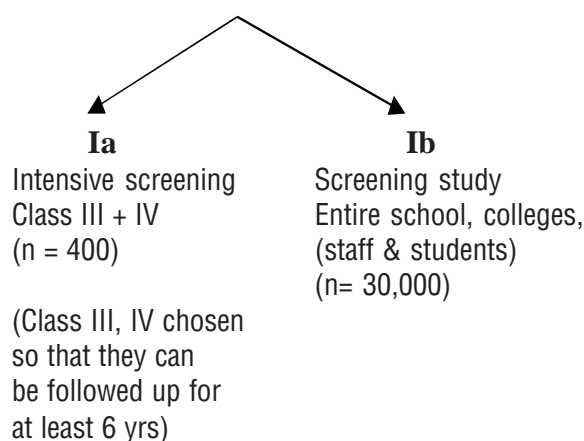 Ia
Intensive screening
Class III + IV
(n = 400)
(Class III, IV chosen
so that they can
be followed up for
at least 6 yrs)
Ib
Screening study
Entire school, colleges,
(staff & students)
(n= 30,000)